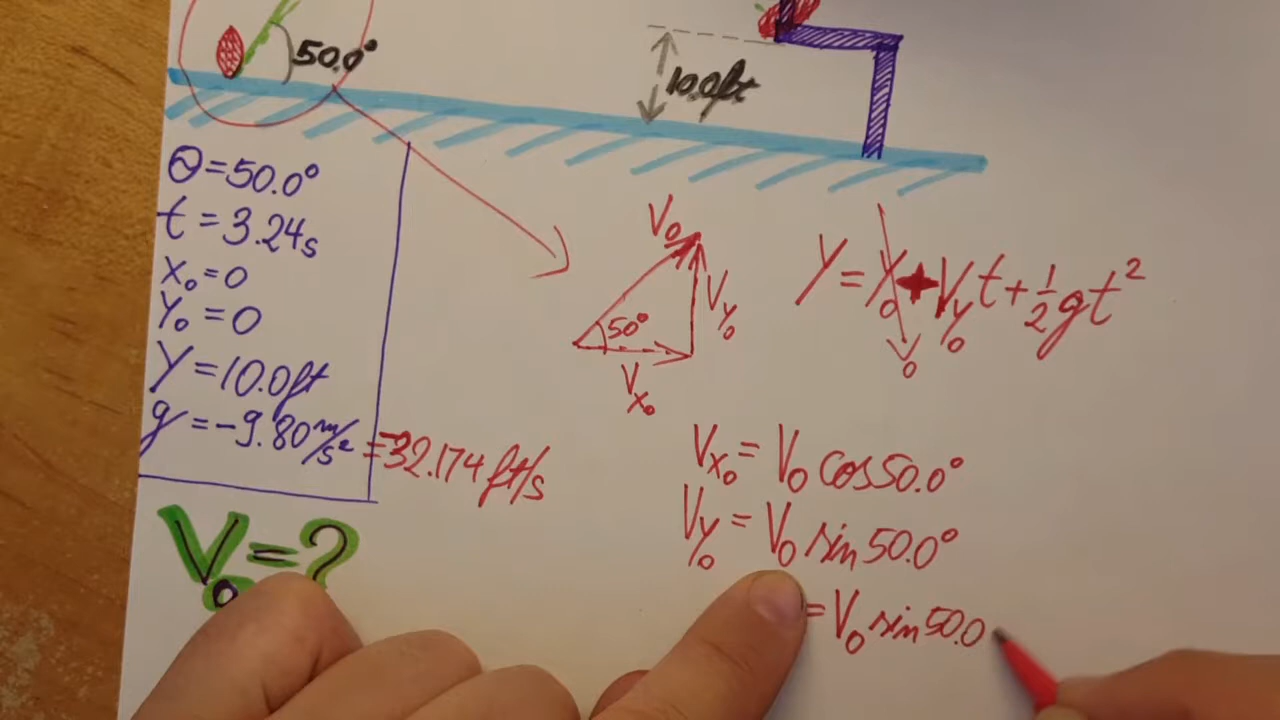 50.0°
10.0ft
Θ=50.0°
t=3.24s
X₀=0
Y₀=0
Y=10.0ft
g=-9.80m/s²=-32.174ft/s
V₀=?
V₀
50°
Vy₀
Vx₀
Y=Y₀+Vy₀t+½gt²
0
Vx₀=V₀cos50.0°
Vy₀=V₀sin50.0°
=V₀sin50.0